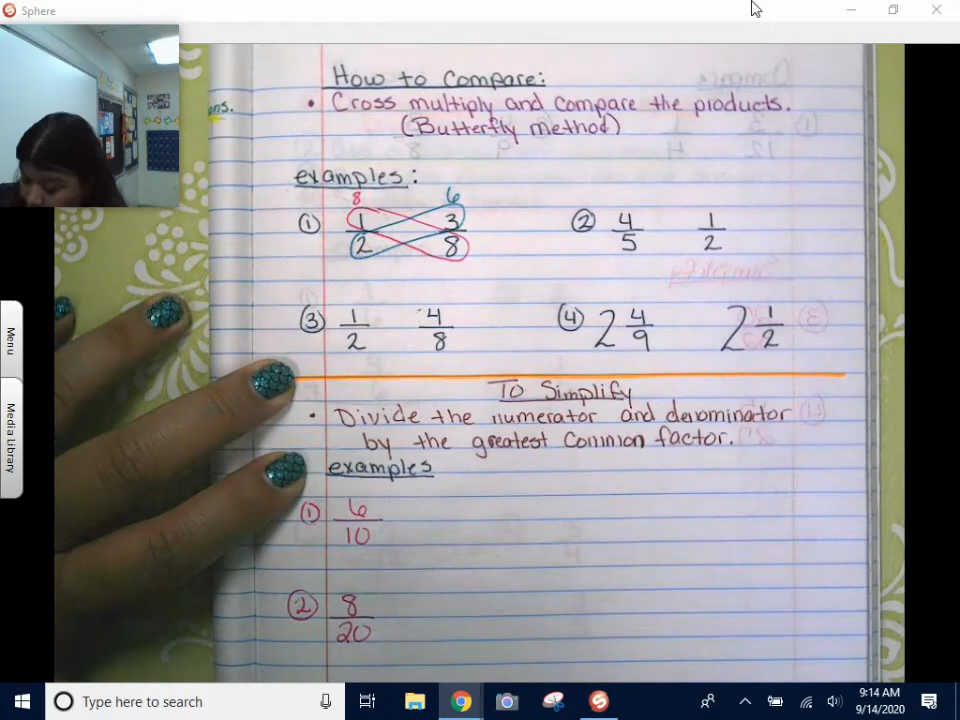 Sphere
ons.
How to Compare:
• Cross multiply and compare the products.
(Butterfly method)
examples:
8 6
① 1/2 3/8 ② 4/5 1/2
③ 1/2 4/8 ④ 2 4/9 2 1/2
To Simplify
• Divide the numerator and denominator
by the greatest common factor.
examples
① 6/10
② 8/20
Menu
Media Library
Type here to search
9:14 AM
9/14/2020